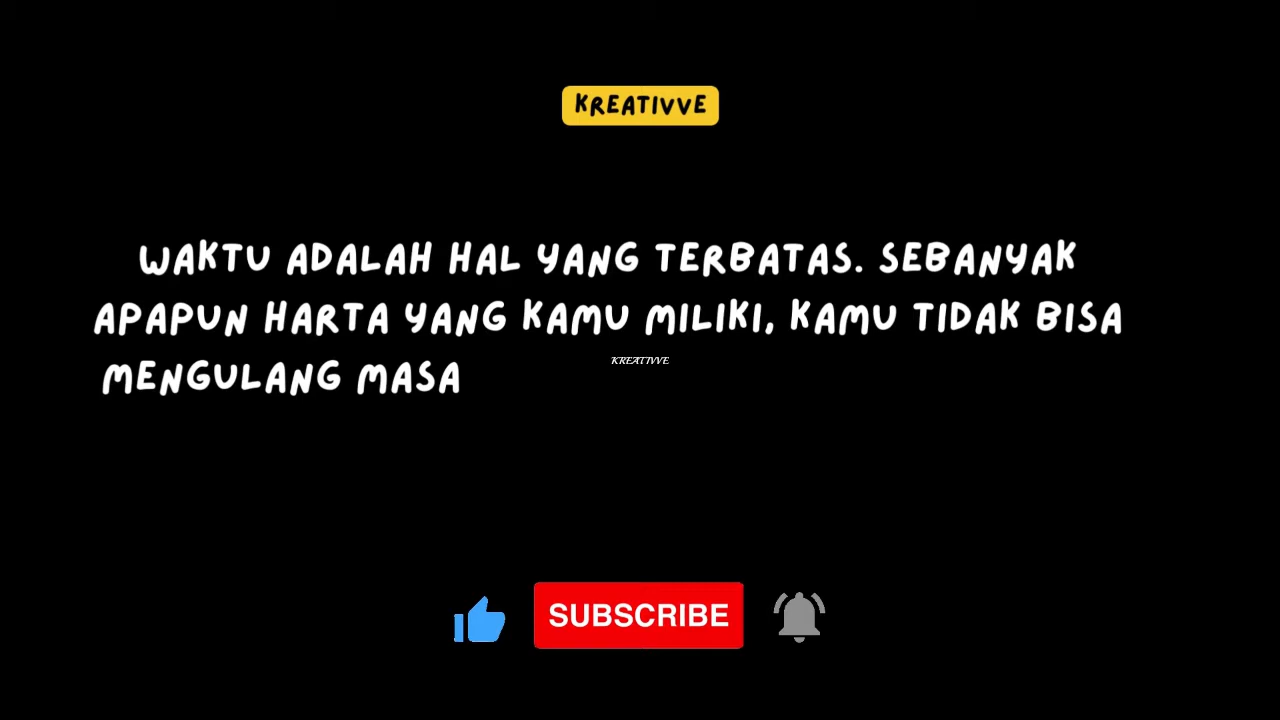 KREATIVVE
WAKTU ADALAH HAL YANG TERBATAS. SEBANYAK
APAPUN HARTA YANG KAMU MILIKI, KAMU TIDAK BISA
KREATIVVE
MENGULANG MASA
SUBSCRIBE